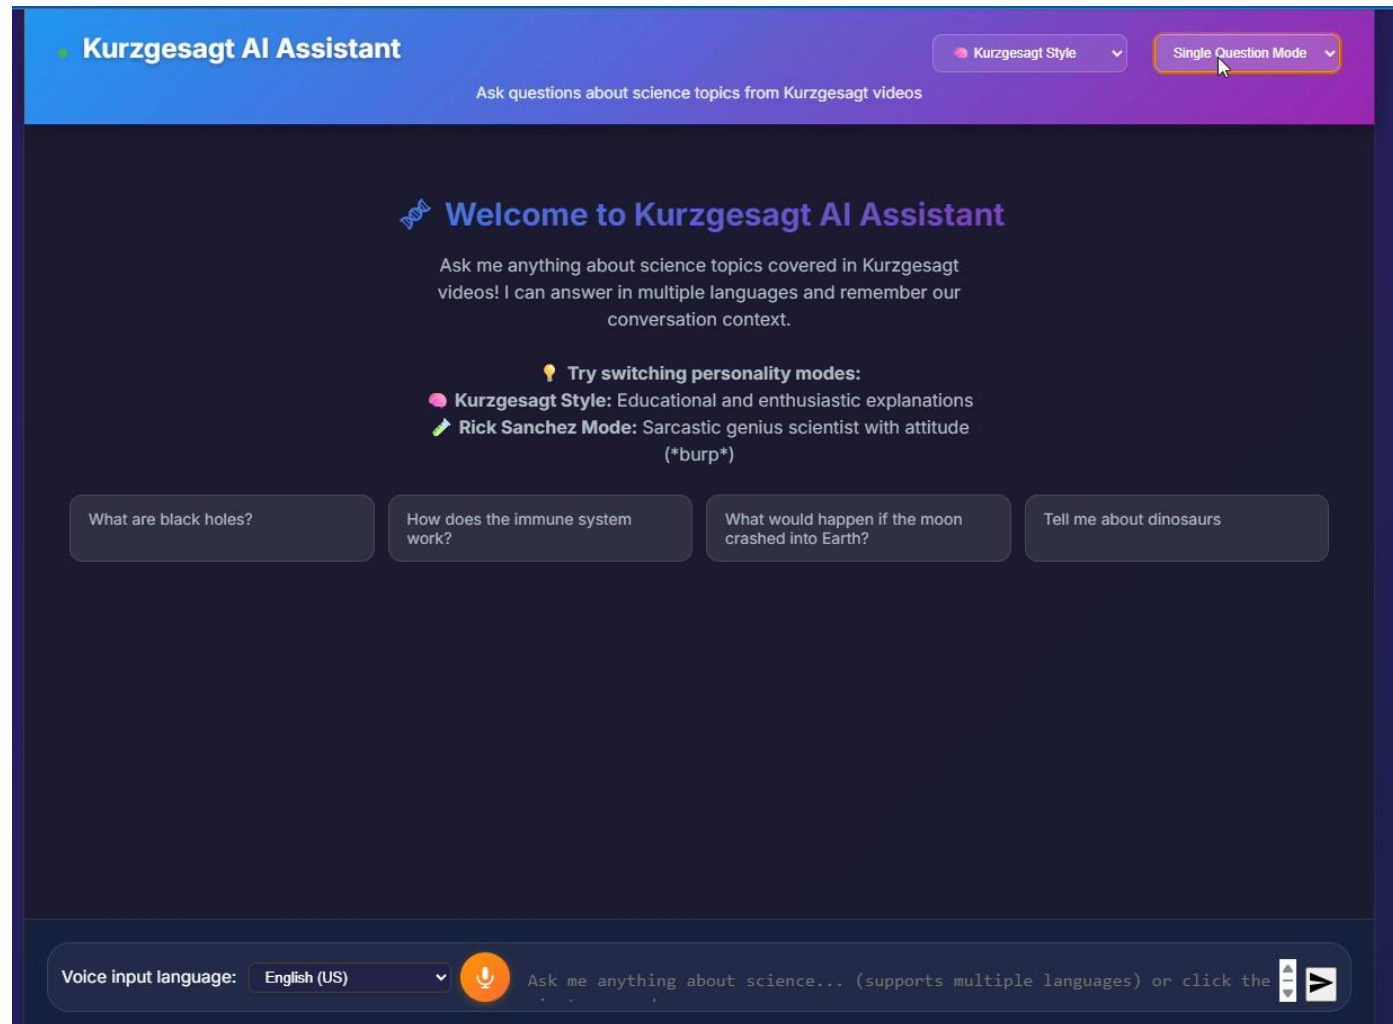 Kurzgesagt AI Assistant
🧠 Kurzgesagt Style
Single Question Mode
Ask questions about science topics from Kurzgesagt videos
🧬 Welcome to Kurzgesagt AI Assistant
Ask me anything about science topics covered in Kurzgesagt
videos! I can answer in multiple languages and remember our
conversation context.
💡 Try switching personality modes:
🧠 Kurzgesagt Style: Educational and enthusiastic explanations
🧪 Rick Sanchez Mode: Sarcastic genius scientist with attitude
(*burp*)
What are black holes?
How does the immune system
work?
What would happen if the moon
crashed into Earth?
Tell me about dinosaurs
Voice input language:
English (US)
Ask me anything about science... (supports multiple languages) or click the